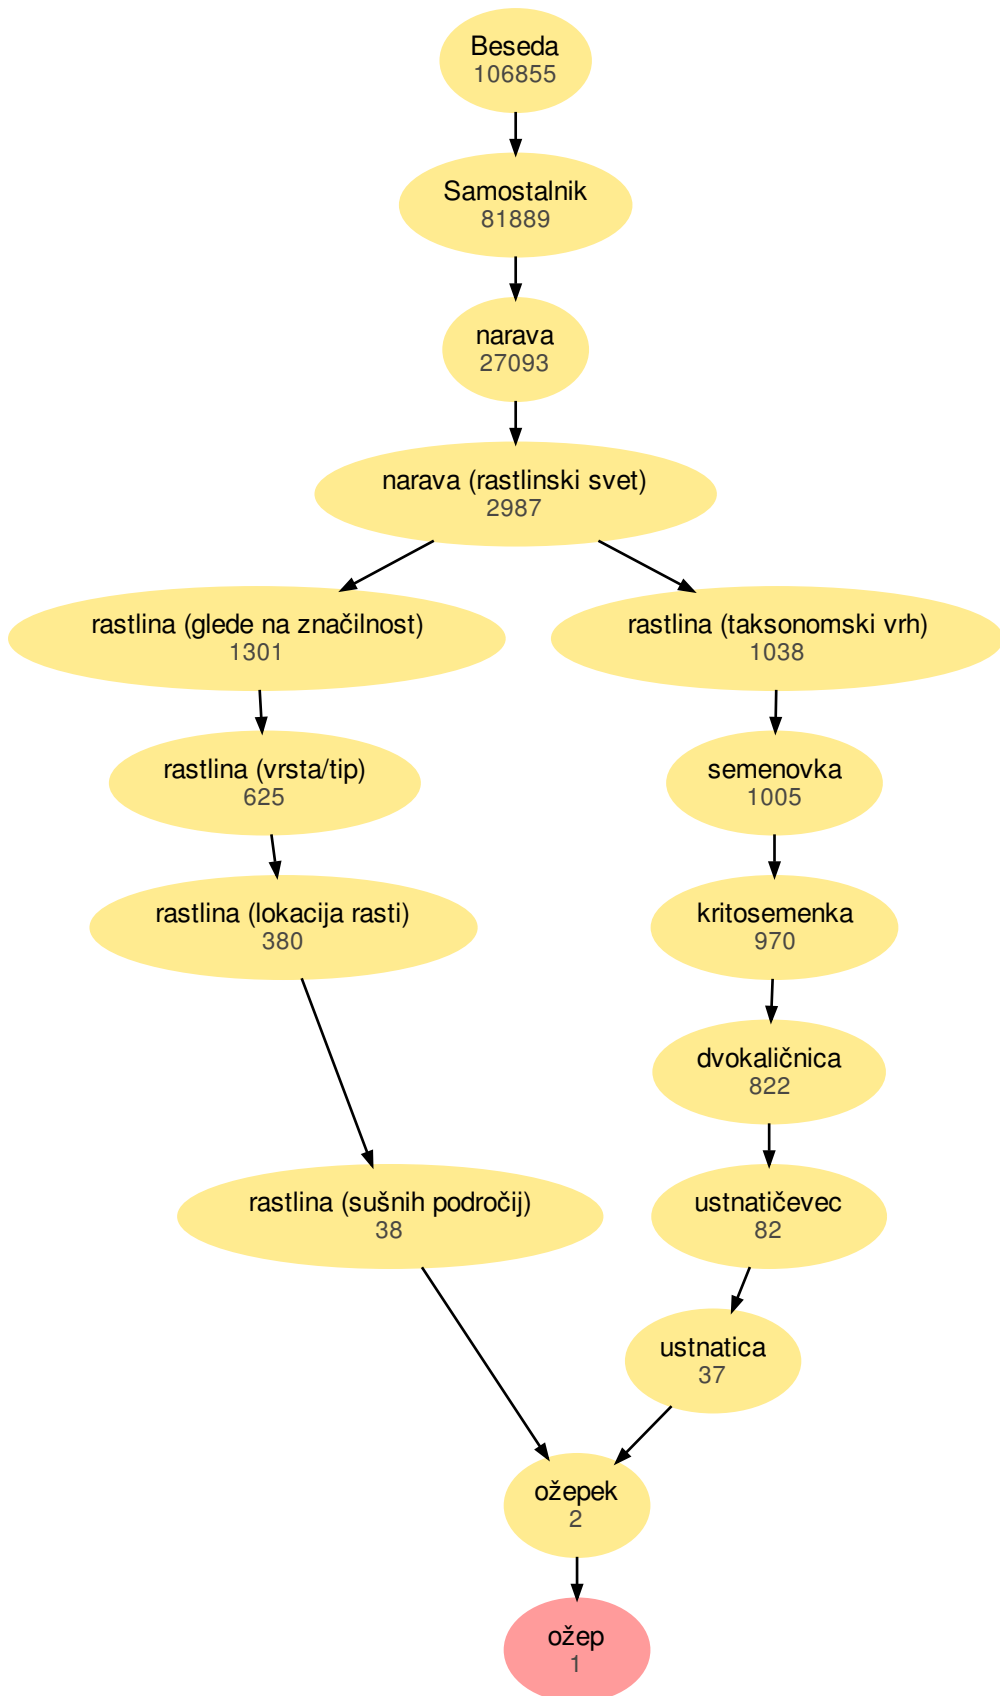 Beseda
106855
Samostalnik
81889
narava
27093
narava (rastlinski svet)
2987
rastlina (glede na značilnost)
1301
rastlina (taksonomski vrh)
1038
rastlina (vrsta/tip)
625
semenovka
1005
rastlina (lokacija rasti)
380
kritosemenka
970
dvokaličnica
822
rastlina (sušnih področij)
38
ustnatičevec
82
ustnatica
37
ožepek
2
ožep
1